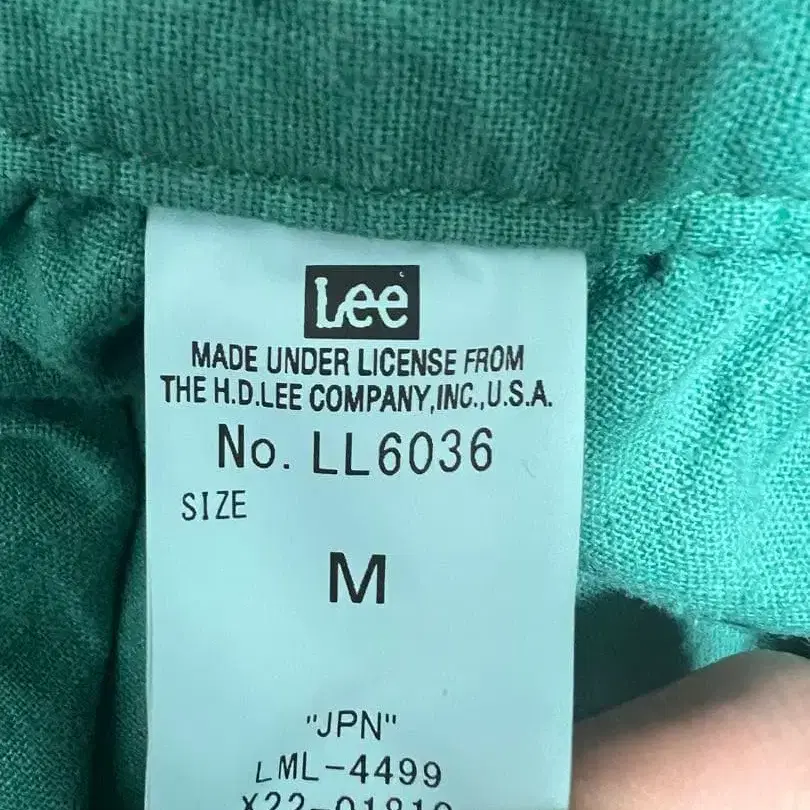 Lee
MADE UNDER LICENSE FROM
THE H.D.LEE COMPANY,INC.,U.S.A.
No. LL6036
SIZE
M
"JPN"
LML-4499